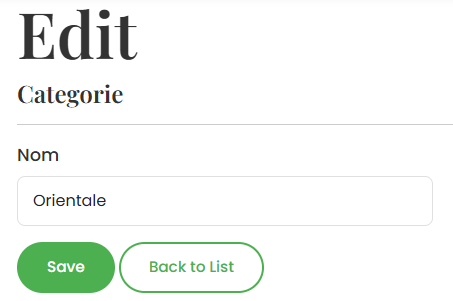 Edit
Categorie
Nom
Orientale
Save Back to List